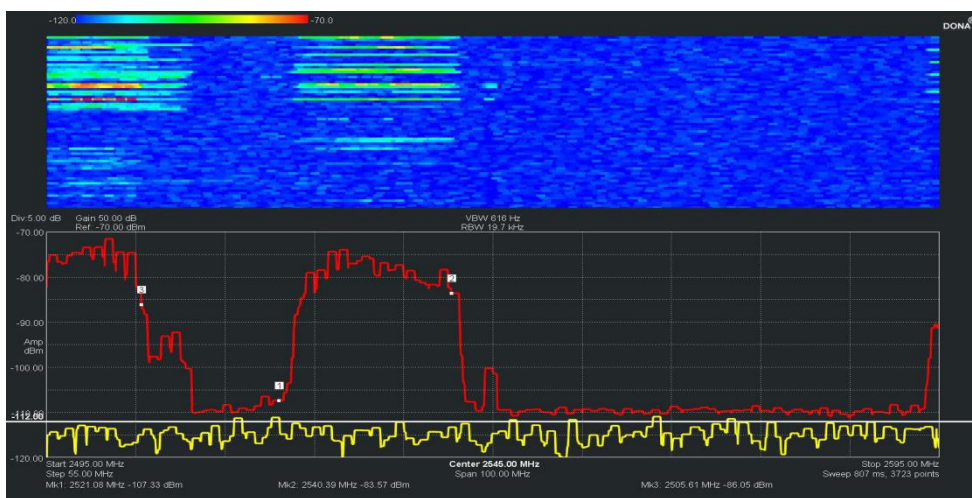 -120.0 -70.0
DONA
Div:5.00 dB Gain 50.00 dB VBW 616 Hz
Ref: -70.00 dBm RBW 19.7 kHz
-70.00
-80.00
3
2
-90.00
Amp
dBm
-100.00
1
-112.00
-120.00
Start 2495.00 MHz Center 2545.00 MHz Stop 2595.00 MHz
Step 55.00 MHz Span 100.00 MHz Sweep 807 ms, 3723 points
Mk1: 2521.08 MHz -107.33 dBm Mk2: 2540.39 MHz -83.57 dBm Mk3: 2505.61 MHz -86.05 dBm